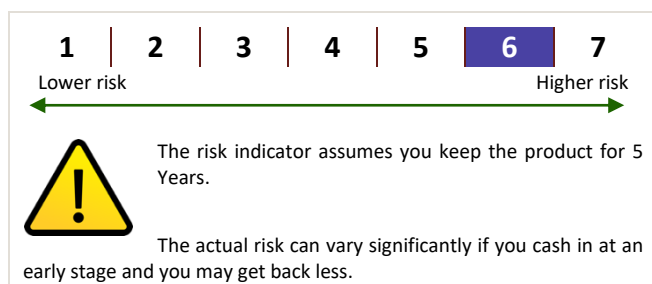 1 2 3 4 5 6 7
Lower risk Higher risk
The risk indicator assumes you keep the product for 5
Years.
The actual risk can vary significantly if you cash in at an
early stage and you may get back less.